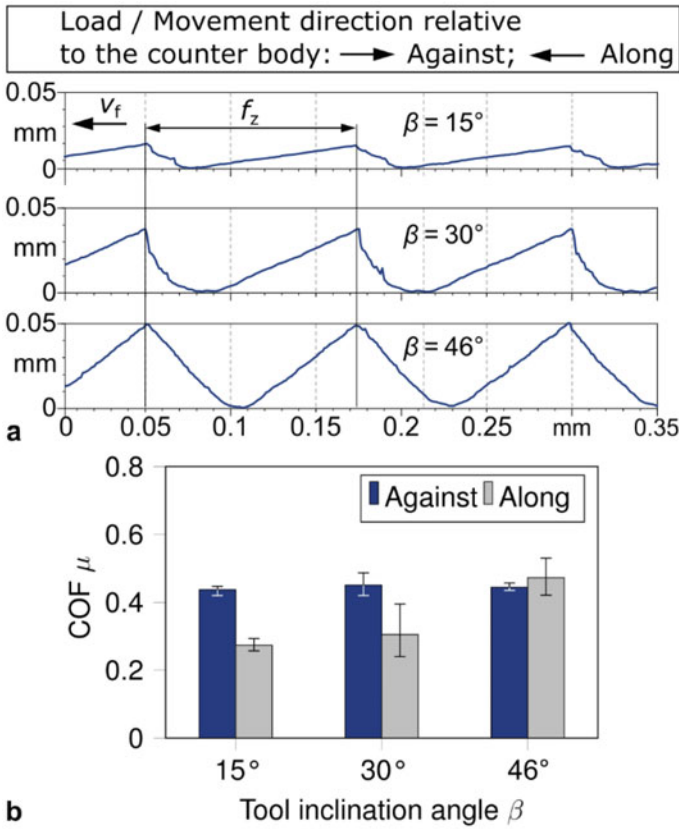 Load / Movement direction relative
to the counter body: → Against; ← Along
0.05
mm
0
v_f
f_z
β = 15°
0.05
mm
0
β = 30°
0.05
mm
0
β = 46°
a
0 0.05 0.1 0.15 0.2 0.25 mm 0.35
0.8
0.6
0.4
0.2
0
COF μ
Against Along
15° 30° 46°
b
Tool inclination angle β